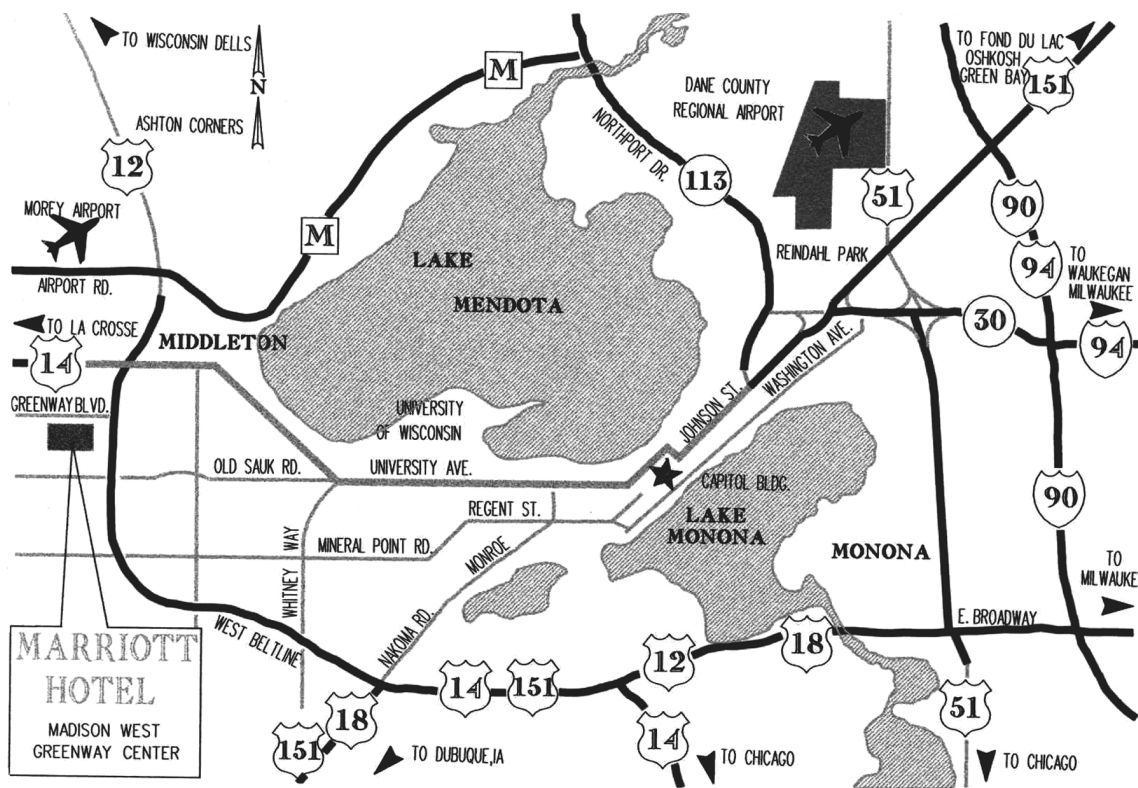 TO WISCONSIN DELLS
N
ASHTON CORNERS
12
M
TO FOND DU LAC
OSHKOSH
GREEN BAY
151
DANE COUNTY
REGIONAL AIRPORT
NORTHPORT DR.
113
51
90
MOREY AIRPORT
M
AIRPORT RD.
LAKE
MENDOTA
REINDAHL PARK
94
TO
WAUKEGAN
MILWAUKEE
30
94
TO LA CROSSE
14
MIDDLETON
GREENWAY BLVD.
UNIVERSITY
OF WISCONSIN
JOHNSON ST.
WASHINGTON AVE.
OLD SAUK RD.
UNIVERSITY AVE.
CAPITOL BLDG.
90
REGENT ST.
LAKE
MONONA
MONONA
MINERAL POINT RD.
WHITNEY WAY
MONROE
TO
MILWAUKE
NAKOMA RD.
WEST BELTLINE
E. BROADWAY
MARRIOTT
HOTEL
MADISON WEST
GREENWAY CENTER
12
18
14
151
18
151
14
51
TO DUBUQUE,IA
TO CHICAGO
TO CHICAGO